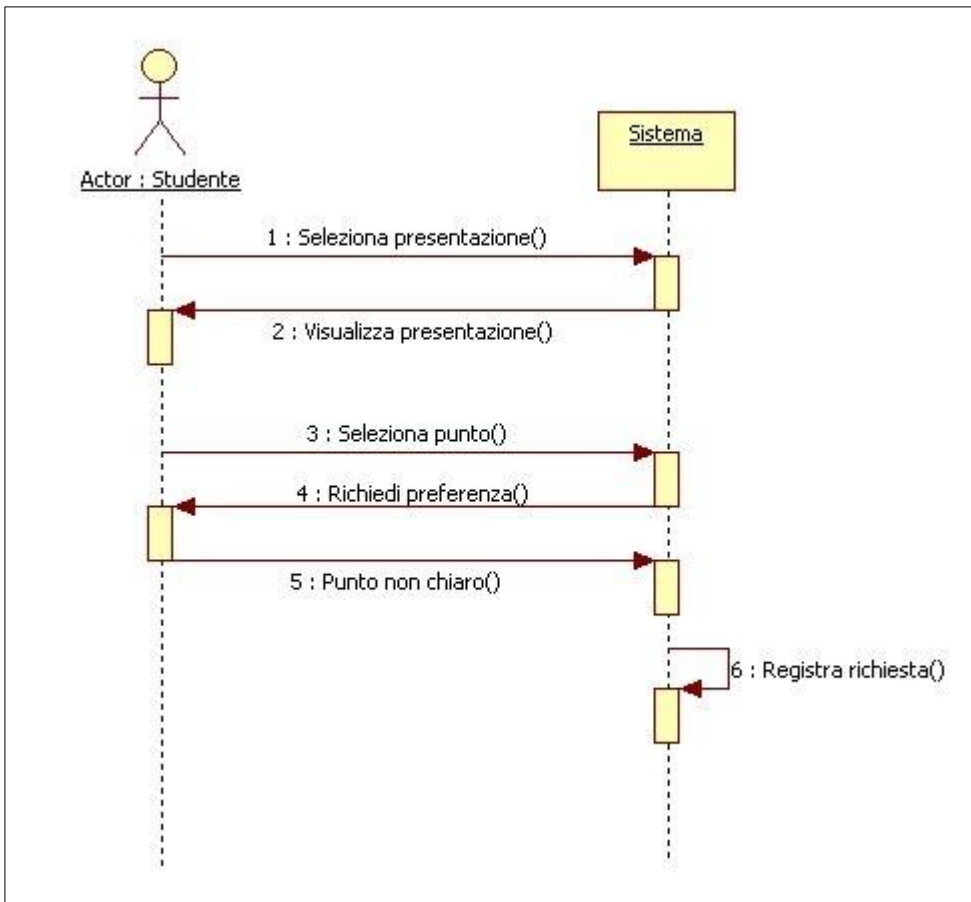 Actor : Studente
Sistema
1 : Seleziona presentazione()
2 : Visualizza presentazione()
3 : Seleziona punto()
4 : Richiedi preferenza()
5 : Punto non chiaro()
6 : Registra richiesta()